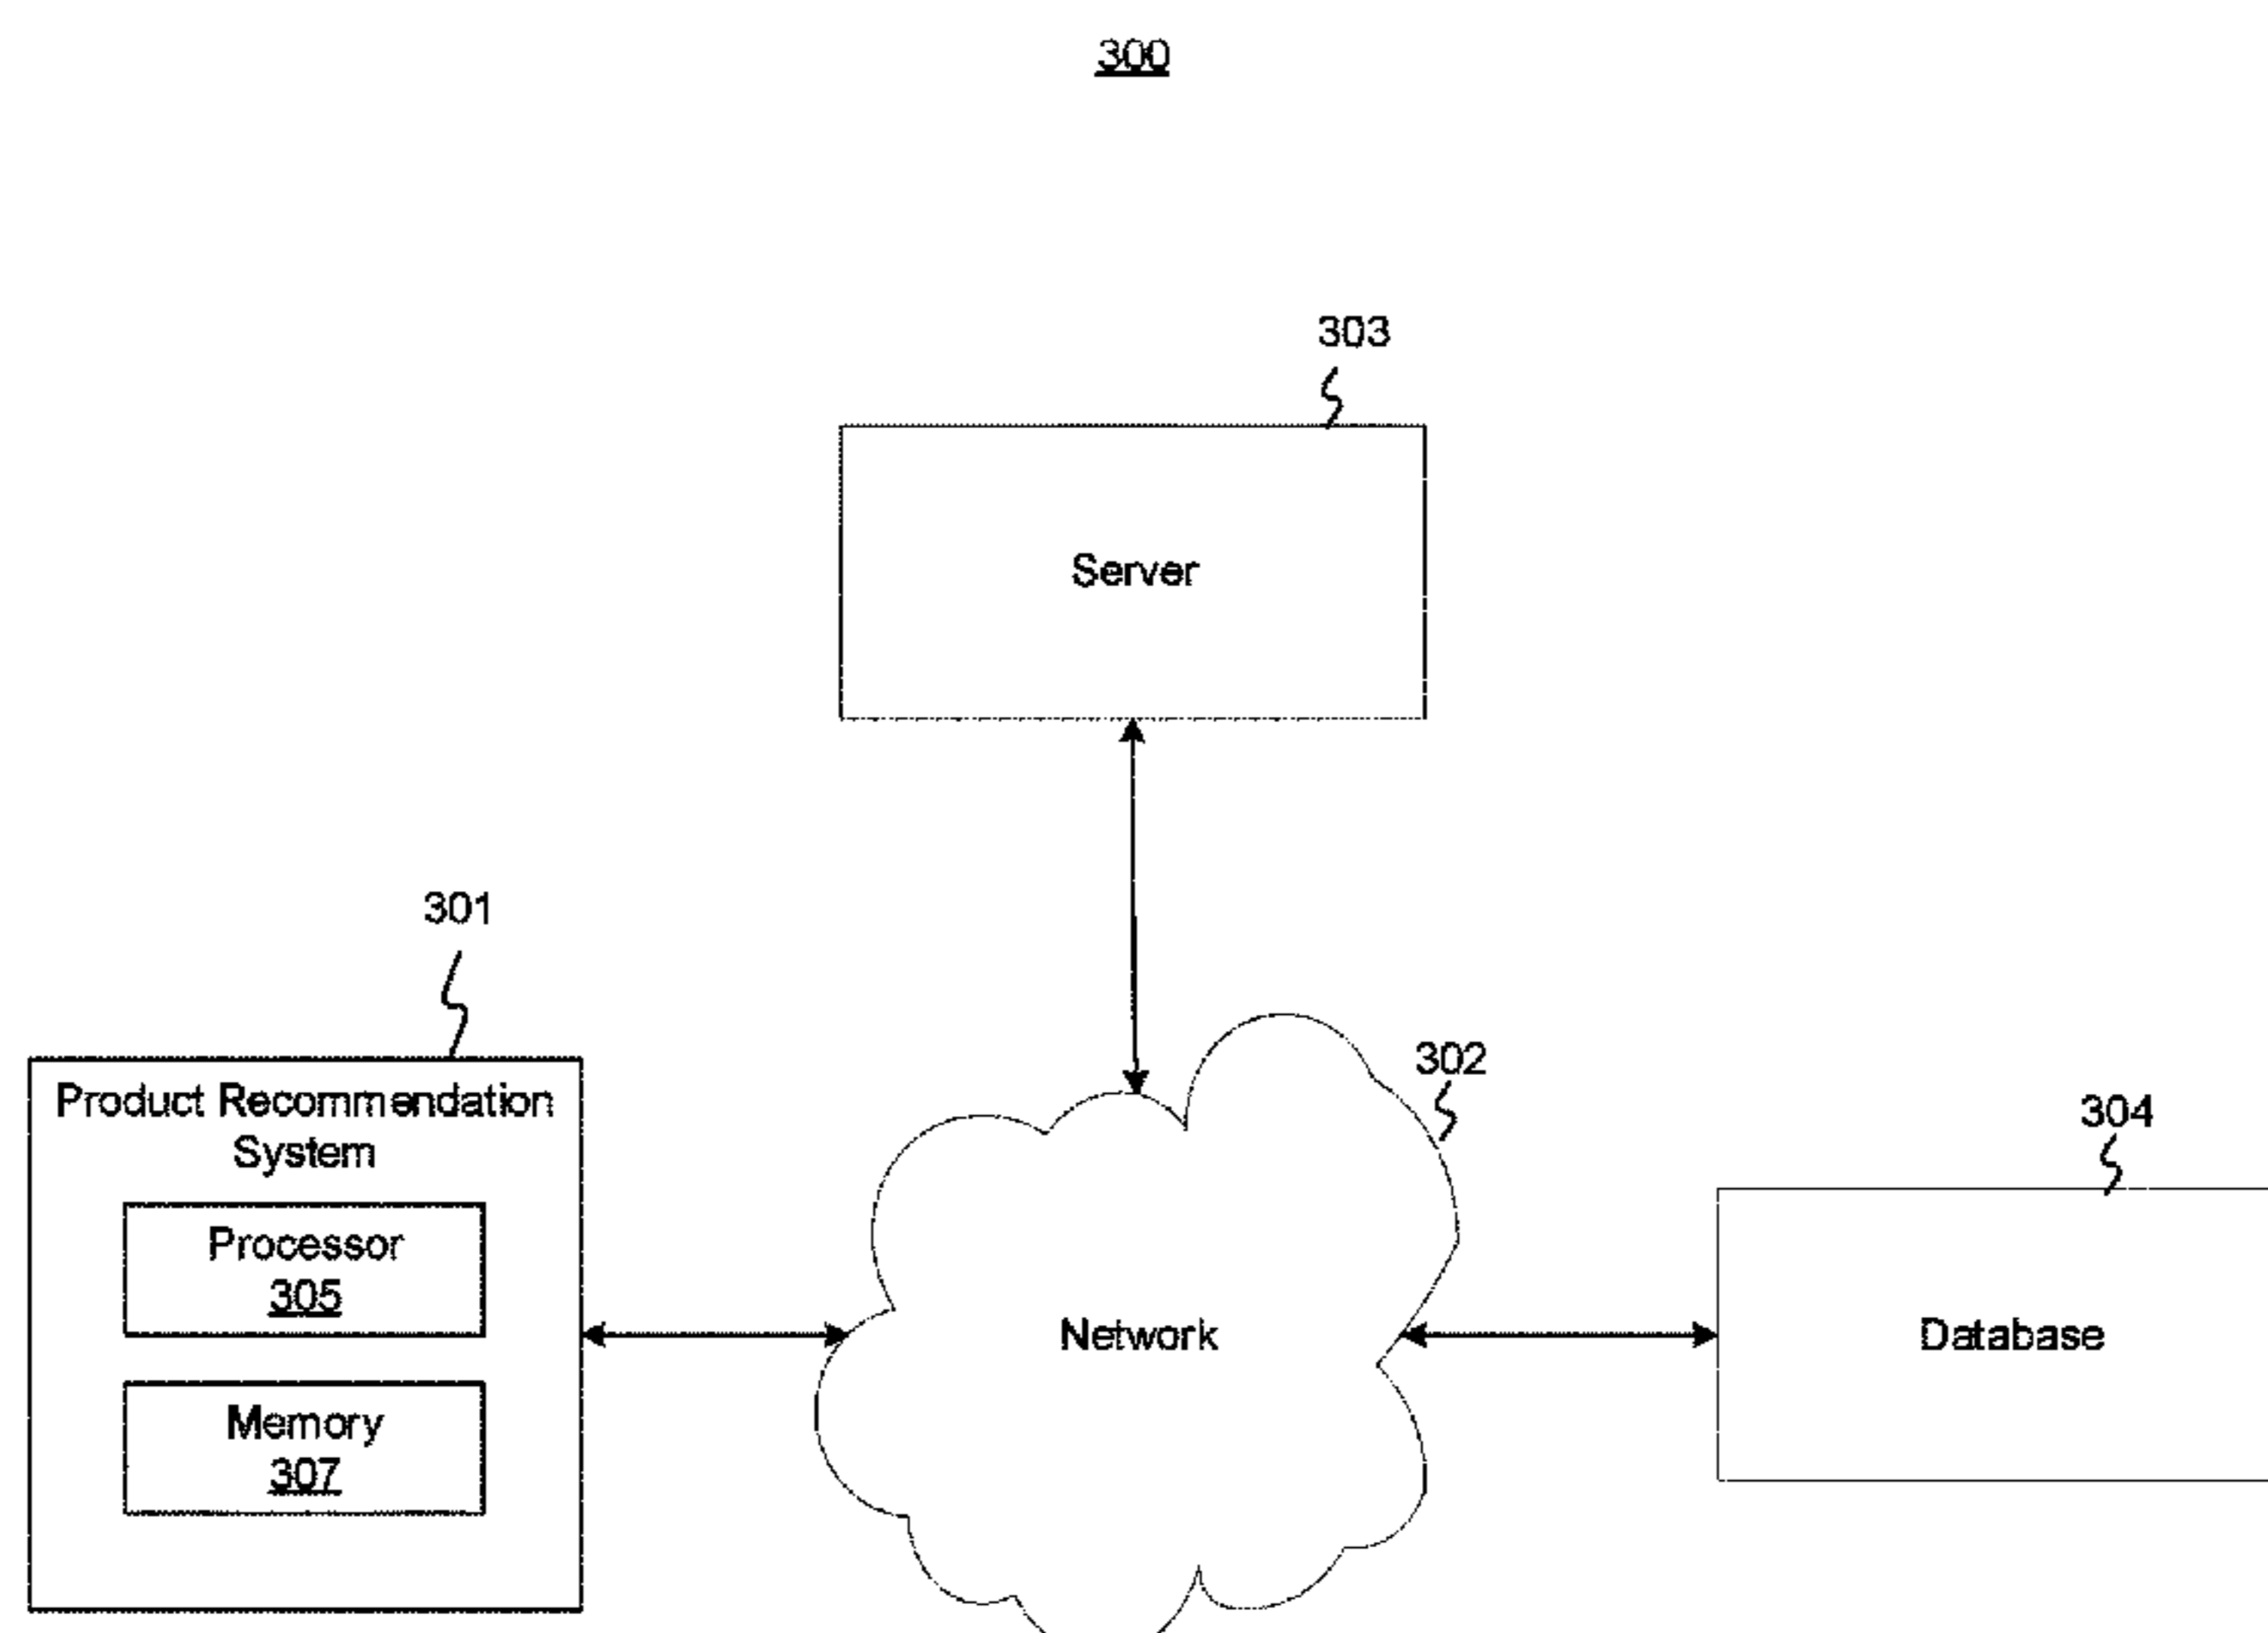 300
303
Server
301
Product Recommendation
System
Processor
305
Memory
307
302
Network
304
Database